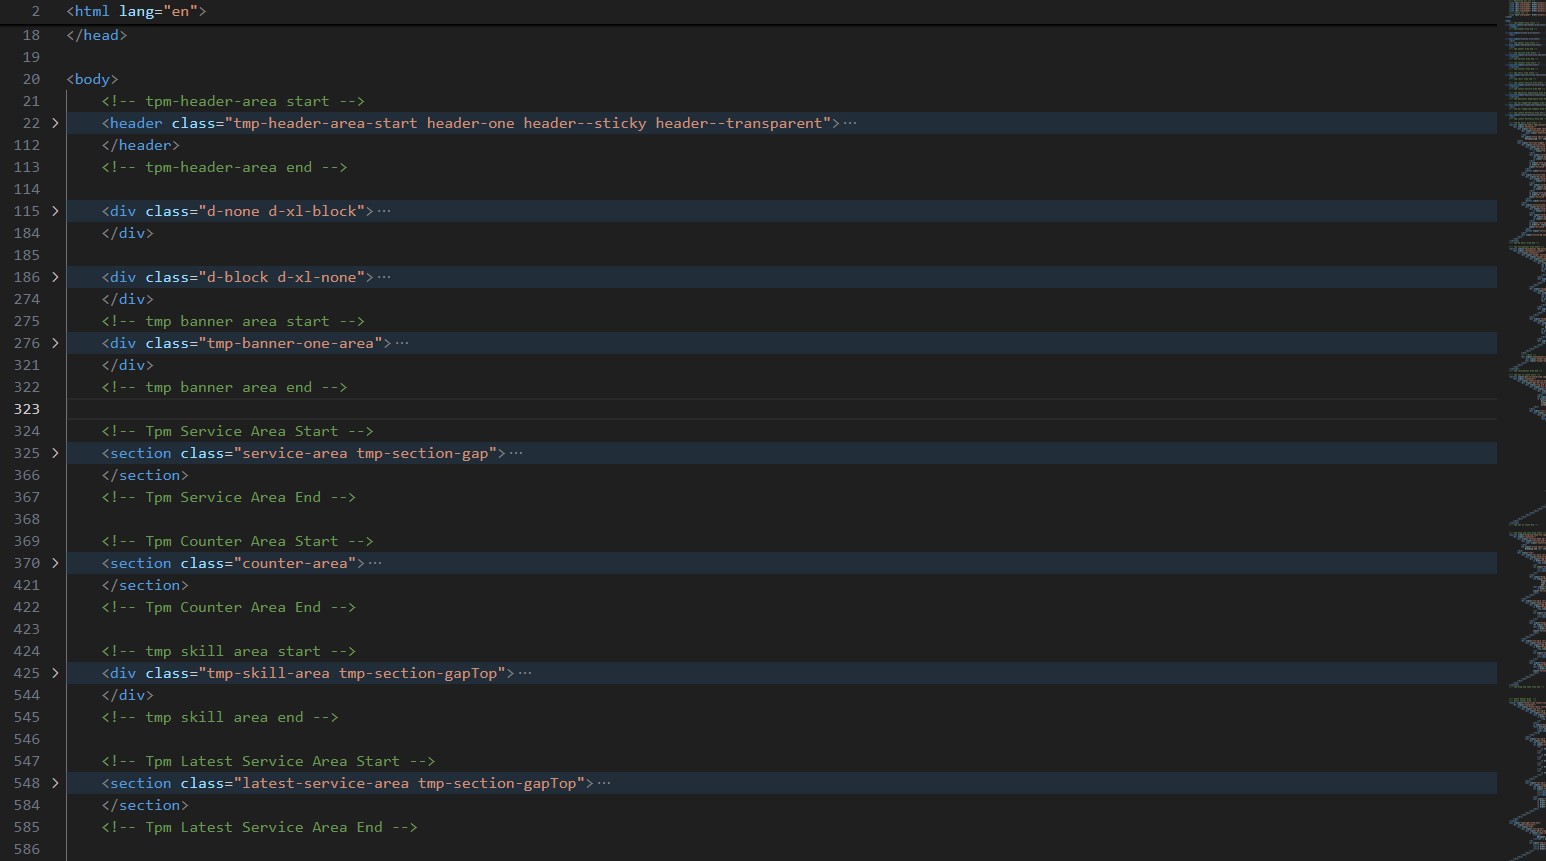 2 <html lang="en">
18 </head>
19
20 <body>
21 <!-- tpm-header-area start -->
22 <header class="tmp-header-area-start header-one header--sticky header--transparent">···
112 </header>
113 <!-- tpm-header-area end -->
114
115 <div class="d-none d-xl-block">···
184 </div>
185
186 <div class="d-block d-xl-none">···
274 </div>
275 <!-- tmp banner area start -->
276 <div class="tmp-banner-one-area">···
321 </div>
322 <!-- tmp banner area end -->
323
324 <!-- Tpm Service Area Start -->
325 <section class="service-area tmp-section-gap">···
366 </section>
367 <!-- Tpm Service Area End -->
368
369 <!-- Tpm Counter Area Start -->
370 <section class="counter-area">···
421 </section>
422 <!-- Tpm Counter Area End -->
423
424 <!-- tmp skill area start -->
425 <div class="tmp-skill-area tmp-section-gapTop">···
544 </div>
545 <!-- tmp skill area end -->
546
547 <!-- Tpm Latest Service Area Start -->
548 <section class="latest-service-area tmp-section-gapTop">···
584 </section>
585 <!-- Tpm Latest Service Area End -->
586